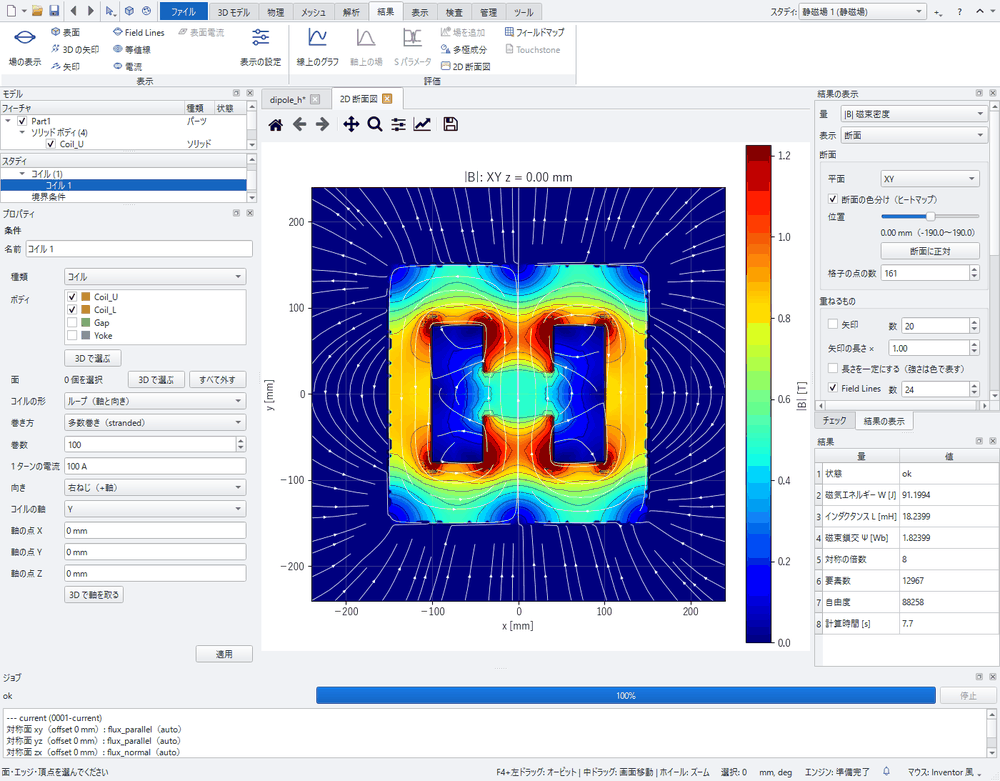 ファイル 3D モデル 物理 メッシュ 解析 結果 表示 検査 管理 ツール
スタディ: 静磁場 1 (静磁場)
?
場の表示
表面
3D の矢印
矢印
Field Lines
等値線
電流
表面電流
表示の設定
表示
線上のグラフ
軸上の場
S パラメータ
場を追加
多極成分
2D 断面図
フィールドマップ
Touchstone
評価
モデル
フィーチャ 種類 状態
Part1 パーツ
ソリッド ボディ (4)
Coil_U ソリッド
スタディ
コイル (1)
コイル 1
境界条件
プロパティ
条件
名前 コイル 1
種類 コイル
ボディ
Coil_U
Coil_L
Gap
Yoke
3D で選ぶ
面 0 個を選択 3D で選ぶ すべて外す
コイルの形 ループ (軸と向き)
巻き方 多数巻き (stranded)
巻数 100
1 ターンの電流 100 A
向き 右ねじ (+軸)
コイルの軸 Y
軸の点 X 0 mm
軸の点 Y 0 mm
軸の点 Z 0 mm
3D で軸を取る
適用
dipole_h*
2D 断面図
|B|: XY z = 0.00 mm
200
100
0
−100
−200
y [mm]
−200 −100 0 100 200
x [mm]
1.2
1.0
0.8
0.6
0.4
0.2
0.0
|B| [T]
結果の表示
量 |B| 磁束密度
表示 断面
断面
平面 XY
断面の色分け (ヒートマップ)
位置
0.00 mm (-190.0～190.0)
断面に正対
格子の点の数 161
重ねるもの
矢印 数 20
矢印の長さ × 1.00
長さを一定にする (強さは色で表す)
Field Lines 数 24
チェック 結果の表示
結果
量 値
1 状態 ok
2 磁気エネルギー W [J] 91.1994
3 インダクタンス L [mH] 18.2399
4 磁束鎖交 Ψ [Wb] 1.82399
5 対称の倍数 8
6 要素数 12967
7 自由度 88258
8 計算時間 [s] 7.7
ジョブ
ok
100%
停止
--- current (0001-current)
対称面 xy (offset 0 mm) : flux_parallel (auto)
対称面 yz (offset 0 mm) : flux_parallel (auto)
対称面 zx (offset 0 mm) : flux_normal (auto)
面・エッジ・頂点を選んでください
F4+左ドラッグ: オービット | 中ドラッグ: 画面移動 | ホイール: ズーム 選択: 0 mm, deg エンジン: 準備完了 マウス: Inventor 風